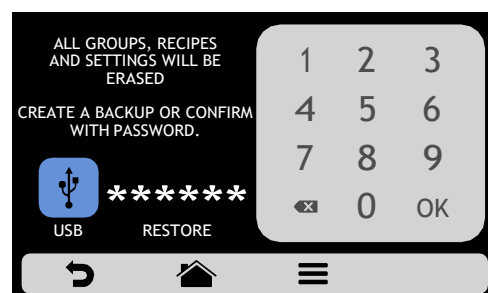 ALL GROUPS, RECIPES
AND SETTINGS WILL BE
ERASED
CREATE A BACKUP OR CONFIRM
WITH PASSWORD.
******
USB
RESTORE
1 2 3
4 5 6
7 8 9
0 OK